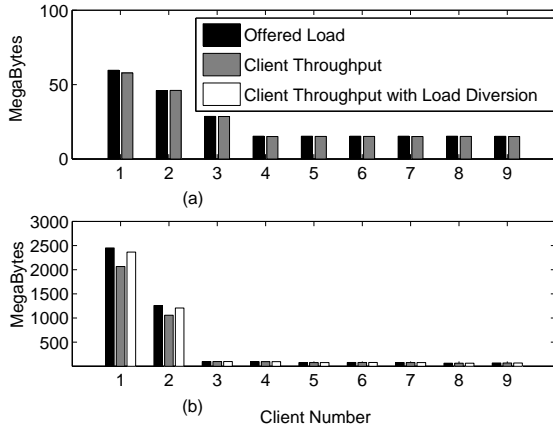 100
50
0
MegaBytes
Offered Load
Client Throughput
Client Throughput with Load Diversion
1 2 3 4 5 6 7 8 9
(a)
3000
2500
2000
1500
1000
500
MegaBytes
1 2 3 4 5 6 7 8 9
(b)
Client Number